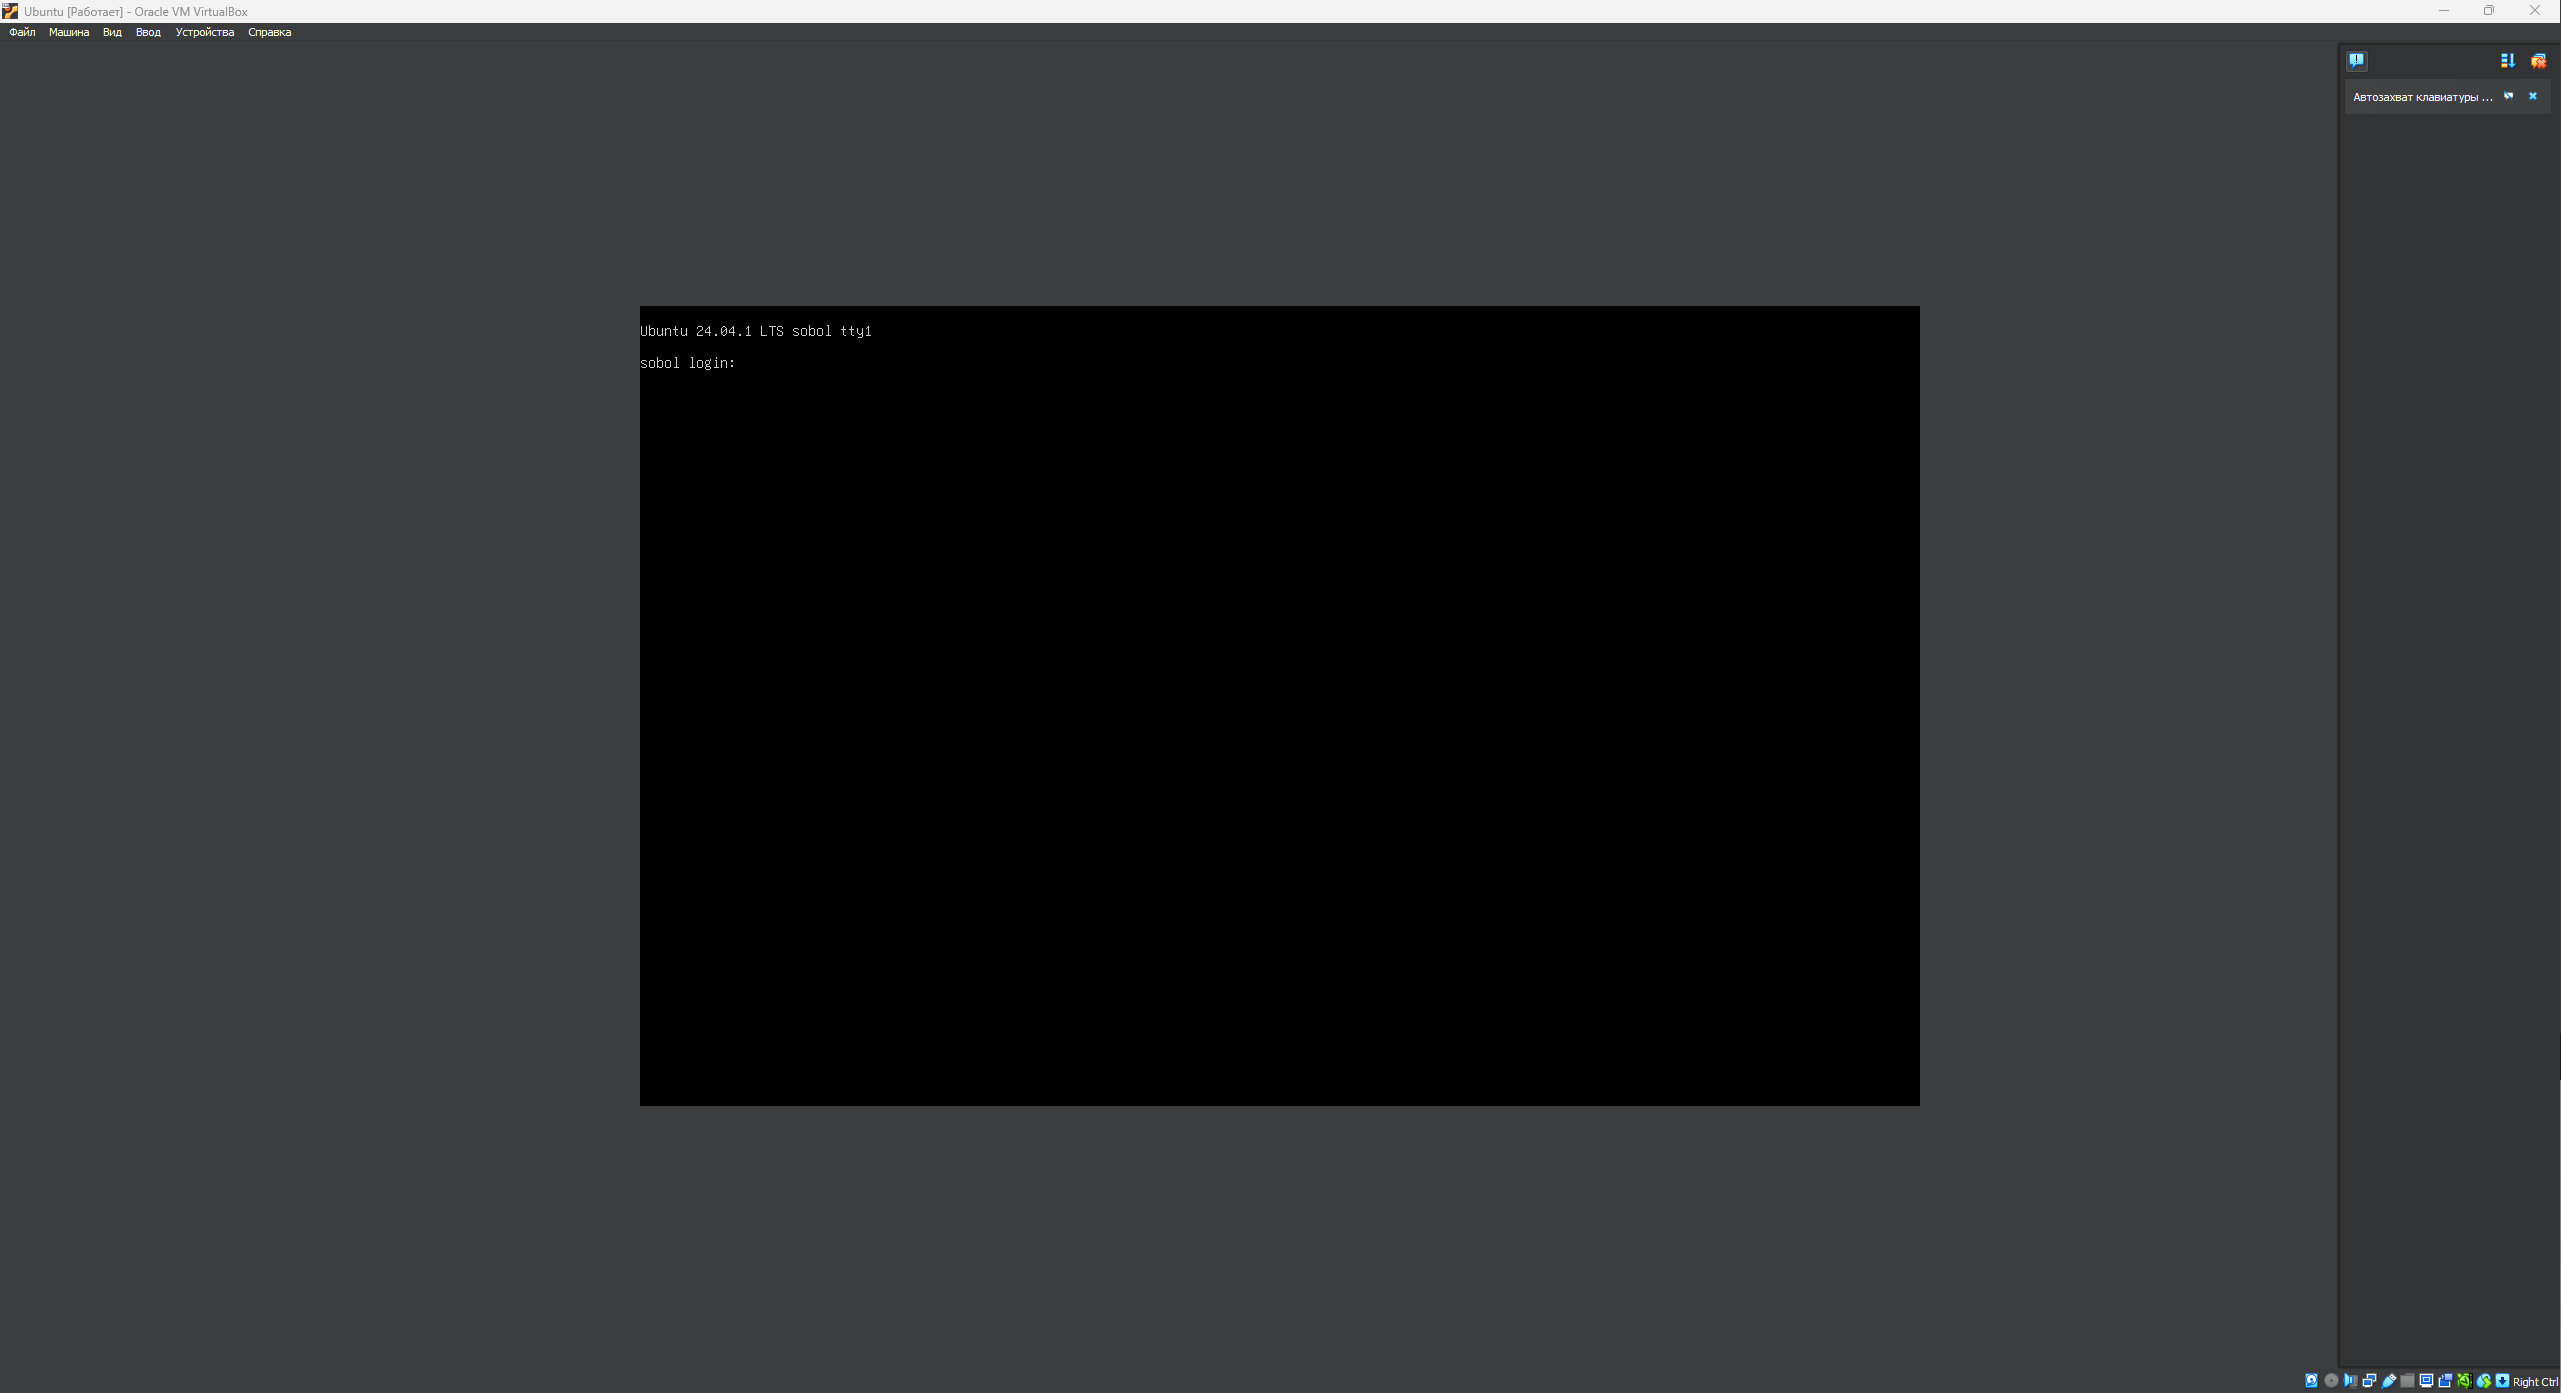 Ubuntu [Работает] - Oracle VM VirtualBox
Файл Машина Вид Ввод Устройства Справка
Автозахват клавиатуры ...
Ubuntu 24.04.1 LTS sobol tty1
sobol login:
Right Ctrl